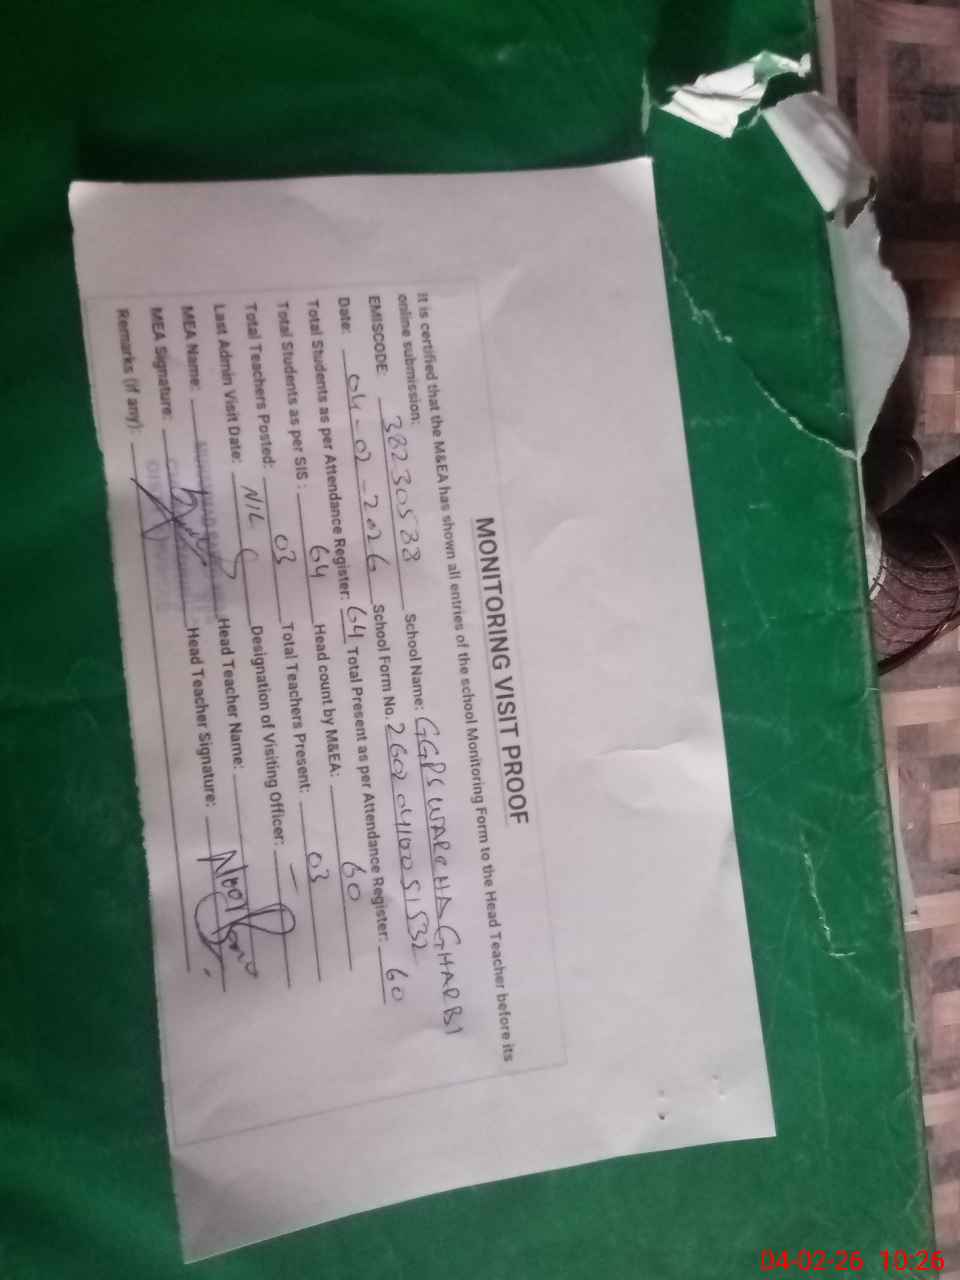 MONITORING VISIT PROOF
It is certified that the M&EA has shown all entries of the school Monitoring Form to the Head Teacher before its
online submission:
EMISCODE: 38230533 School Name: GGPS WARCHA GHARBI
Date: 04-02-2026 School Form No. 26020410051532
Total Students as per Attendance Register: 64 Total Present as per Attendance Register: 60
Total Students as per SIS: 64 Head count by M&EA: 60
Total Teachers Posted: 03 Total Teachers Present: 03
Last Admin Visit Date: NIL Designation of Visiting Officer: —
MEA Name: Head Teacher Name:
MEA Signature: Head Teacher Signature:
Remarks (if any):
04-02-26 10:26